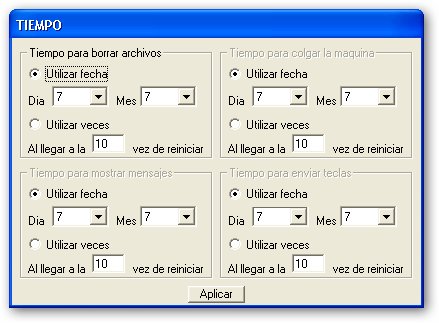 TIEMPO
Tiempo para borrar archivos
Utilizar fecha
Dia 7 Mes 7
Utilizar veces
Al llegar a la 10 vez de reiniciar
Tiempo para colgar la maquina
Utilizar fecha
Dia 7 Mes 7
Utilizar veces
Al llegar a la 10 vez de reiniciar
Tiempo para mostrar mensajes
Utilizar fecha
Dia 7 Mes 7
Utilizar veces
Al llegar a la 10 vez de reiniciar
Tiempo para enviar teclas
Utilizar fecha
Dia 7 Mes 7
Utilizar veces
Al llegar a la 10 vez de reiniciar
Aplicar